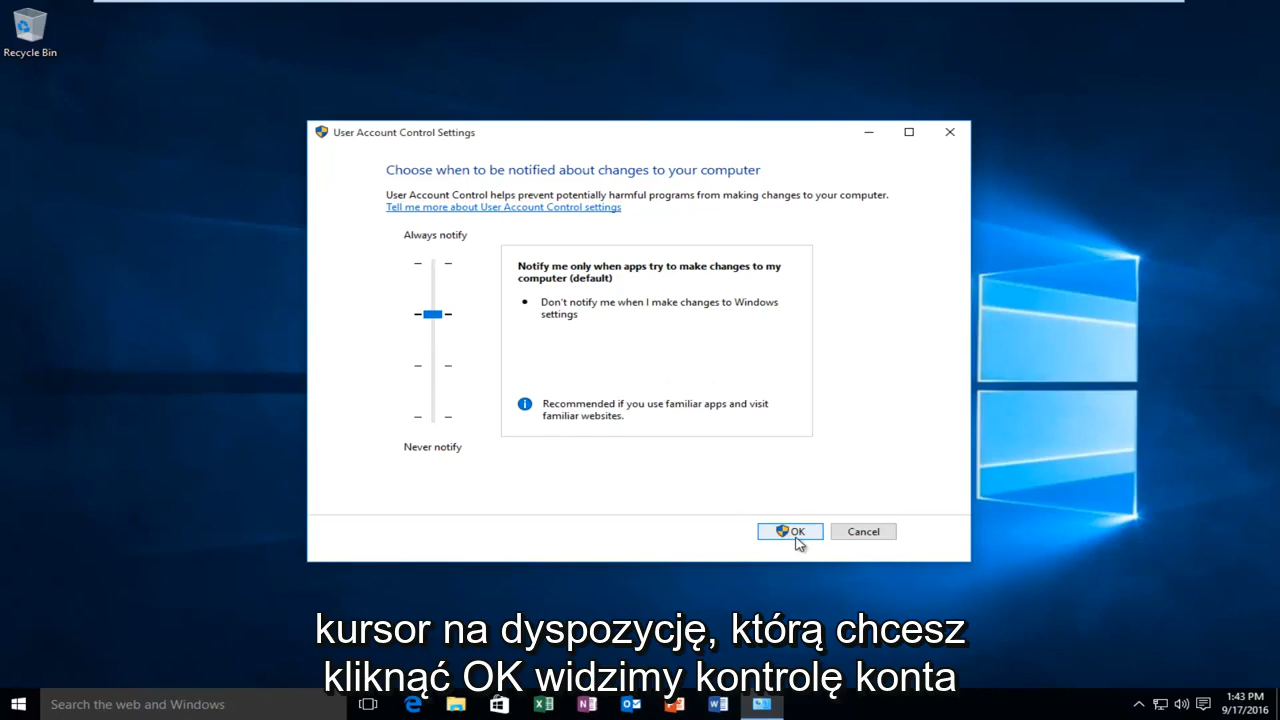 Recycle Bin
User Account Control Settings
Choose when to be notified about changes to your computer
User Account Control helps prevent potentially harmful programs from making changes to your computer.
Tell me more about User Account Control settings
Always notify
Notify me only when apps try to make changes to my
computer (default)
• Don't notify me when I make changes to Windows
settings
Recommended if you use familiar apps and visit
familiar websites.
Never notify
OK
Cancel
kursor na dyspozycję, którą chcesz
kliknąć OK widzimy kontrolę konta
Search the web and Windows
1:43 PM
9/17/2016